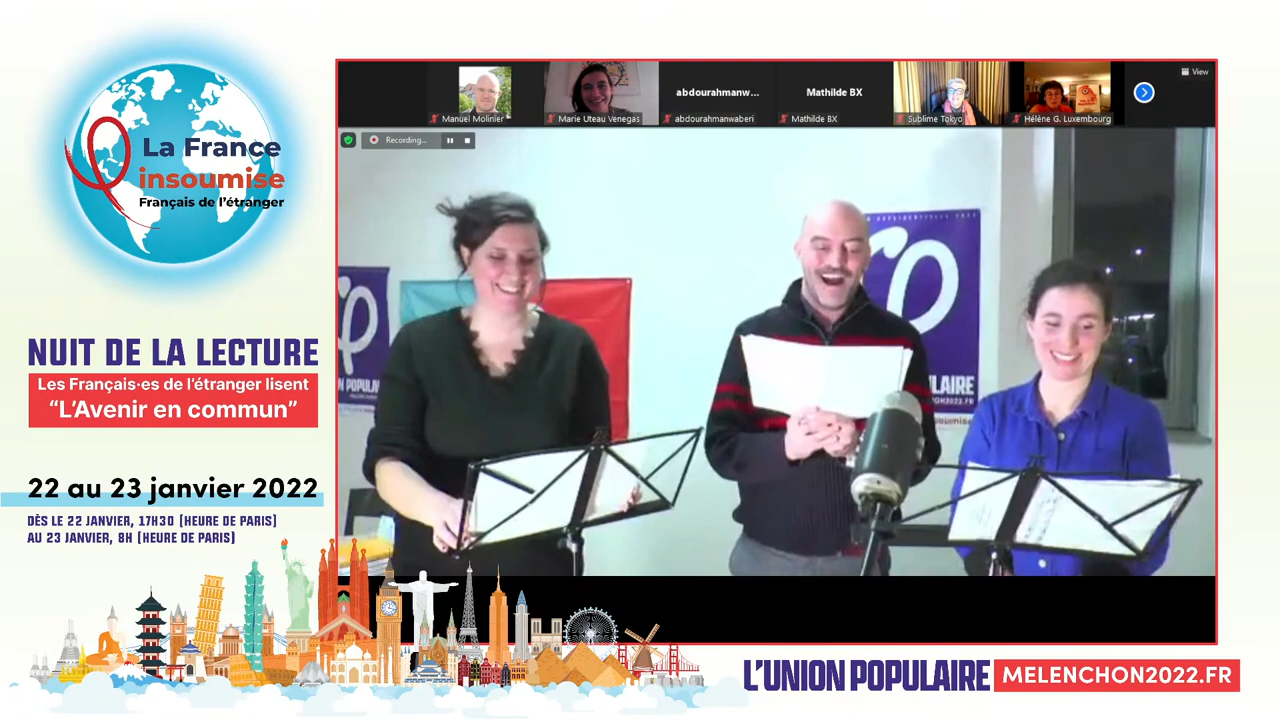 La France
insoumise
Français de l'étranger
NUIT DE LA LECTURE
Les Français·es de l'étranger lisent
“L'Avenir en commun”
22 au 23 janvier 2022
DÈS LE 22 JANVIER, 17H30 (HEURE DE PARIS)
AU 23 JANVIER, 8H (HEURE DE PARIS)
View
abdourahmanw...
Mathilde BX
Manuel Molinier
Marie Uteau Venegas
abdourahmanwaberi
Mathilde BX
Sublime Tokyo
Hélène G. Luxembourg
Recording...
L'UNION POPULAIRE
MELENCHON2022.FR